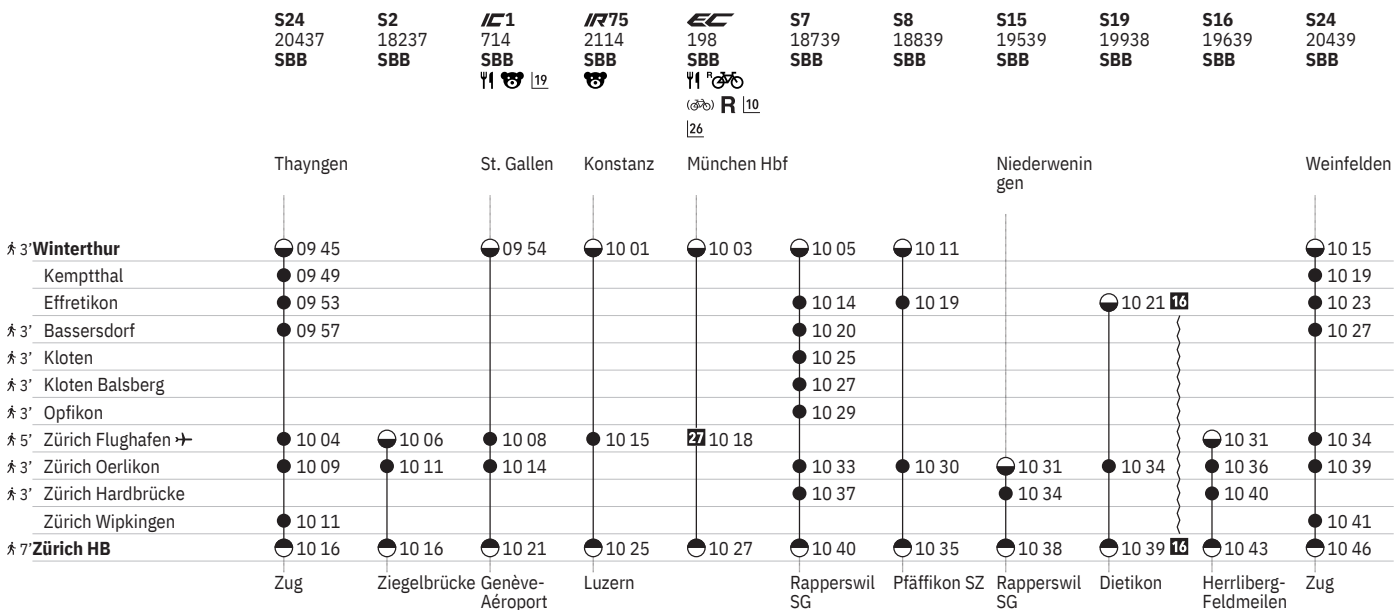 S24 S2 IC1 IR75 EC S7 S8 S15 S19 S16 S24
20437 18237 714 2114 198 18739 18839 19539 19938 19639 20439
SBB SBB SBB SBB SBB SBB SBB SBB SBB SBB SBB
19 R
R 10
26
Thayngen St. Gallen Konstanz München Hbf Niederwenin Weinfelden
gen
3' Winterthur 09 45 09 54 10 01 10 03 10 05 10 11 10 15
Kemptthal 09 49 10 19
Effretikon 09 53 10 14 10 19 10 21 16 10 23
3' Bassersdorf 09 57 10 20 10 27
3' Kloten 10 25
3' Kloten Balsberg 10 27
3' Opfikon 10 29
5' Zürich Flughafen 10 04 10 06 10 08 10 15 27 10 18 10 31 10 34
3' Zürich Oerlikon 10 09 10 11 10 14 10 33 10 30 10 31 10 34 10 36 10 39
3' Zürich Hardbrücke 10 37 10 34 10 40
Zürich Wipkingen 10 11 10 41
7' Zürich HB 10 16 10 16 10 21 10 25 10 27 10 40 10 35 10 38 10 39 16 10 43 10 46
Zug Ziegelbrücke Genève- Luzern Rapperswil Pfäffikon SZ Rapperswil Dietikon Herrliberg- Zug
Aéroport SG SG Feldmeilen